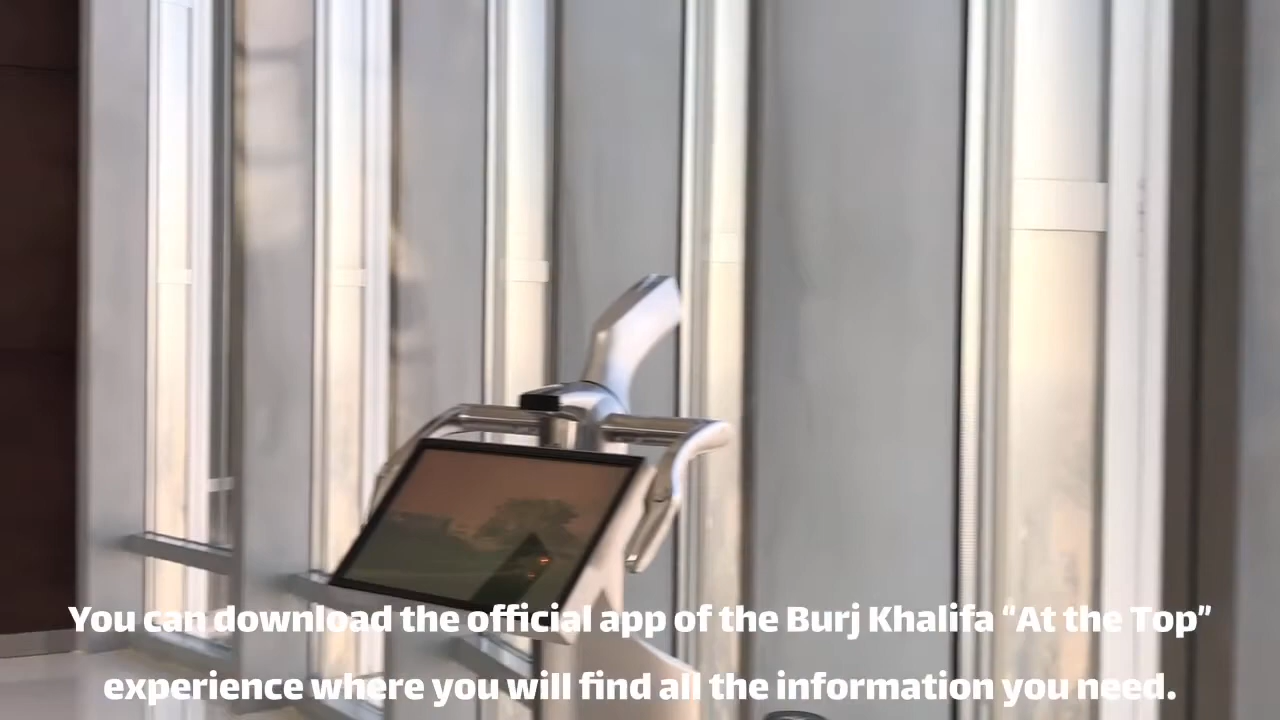 You can download the official app of the Burj Khalifa “At the Top”
experience where you will find all the information you need.